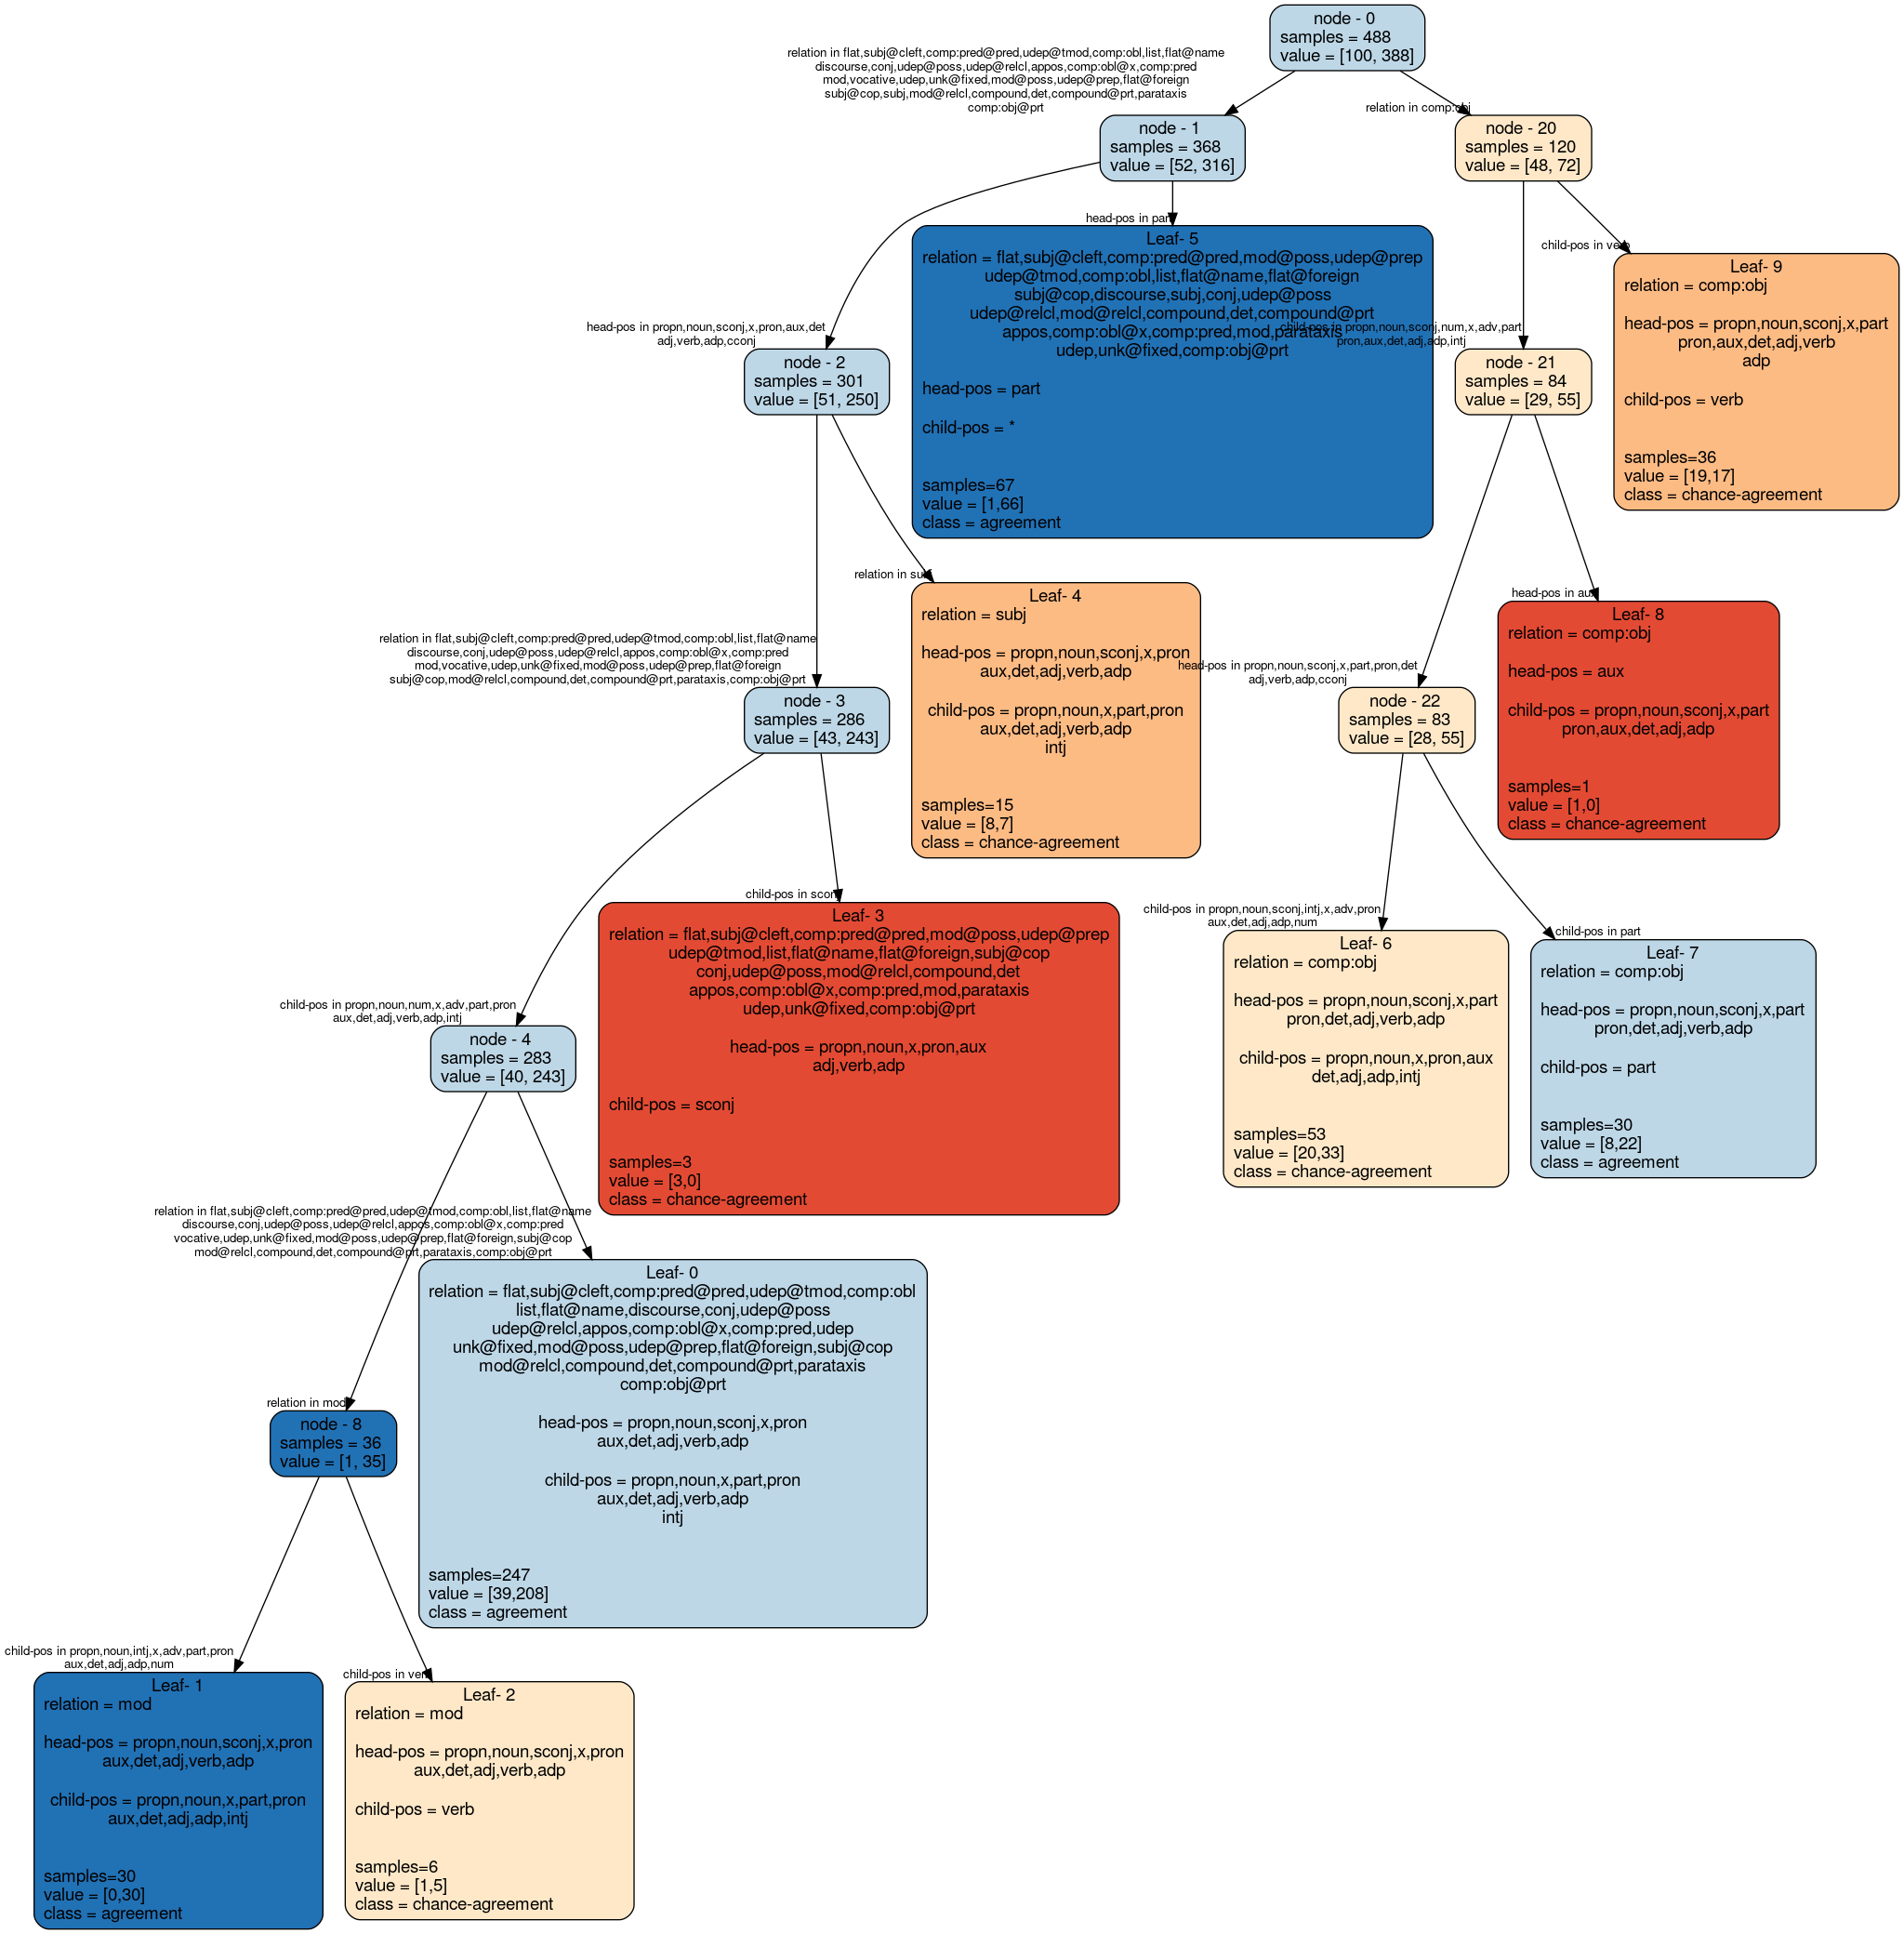 node - 0
samples = 488
value = [100, 388]
relation in flat,subj@cleft,comp:pred@pred,udep@tmod,comp:obl,list,flat@name
discourse,conj,udep@poss,udep@relcl,appos,comp:obl@x,comp:pred
mod,vocative,udep,unk@fixed,mod@poss,udep@prep,flat@foreign
subj@cop,subj,mod@relcl,compound,det,compound@prt,parataxis
comp:obj@prt
relation in comp:obj
node - 1
samples = 368
value = [52, 316]
node - 20
samples = 120
value = [48, 72]
head-pos in part
Leaf- 5
relation = flat,subj@cleft,comp:pred@pred,mod@poss,udep@prep
udep@tmod,comp:obl,list,flat@name,flat@foreign
subj@cop,discourse,subj,conj,udep@poss
udep@relcl,mod@relcl,compound,det,compound@prt
appos,comp:obl@x,comp:pred,mod,parataxis
udep,unk@fixed,comp:obj@prt
head-pos = part
child-pos = *
samples=67
value = [1,66]
class = agreement
child-pos in verb
Leaf- 9
relation = comp:obj
head-pos = propn,noun,sconj,x,part
pron,aux,det,adj,verb
adp
child-pos = verb
samples=36
value = [19,17]
class = chance-agreement
head-pos in propn,noun,sconj,x,pron,aux,det
adj,verb,adp,cconj
node - 2
samples = 301
value = [51, 250]
child-pos in propn,noun,sconj,num,x,adv,part
pron,aux,det,adj,adp,intj
node - 21
samples = 84
value = [29, 55]
relation in subj
Leaf- 4
relation = subj
head-pos = propn,noun,sconj,x,pron
aux,det,adj,verb,adp
child-pos = propn,noun,x,part,pron
aux,det,adj,verb,adp
intj
samples=15
value = [8,7]
class = chance-agreement
head-pos in aux
Leaf- 8
relation = comp:obj
head-pos = aux
child-pos = propn,noun,sconj,x,part
pron,aux,det,adj,adp
samples=1
value = [1,0]
class = chance-agreement
relation in flat,subj@cleft,comp:pred@pred,udep@tmod,comp:obl,list,flat@name
discourse,conj,udep@poss,udep@relcl,appos,comp:obl@x,comp:pred
mod,vocative,udep,unk@fixed,mod@poss,udep@prep,flat@foreign
subj@cop,mod@relcl,compound,det,compound@prt,parataxis,comp:obj@prt
node - 3
samples = 286
value = [43, 243]
head-pos in propn,noun,sconj,x,part,pron,det
adj,verb,adp,cconj
node - 22
samples = 83
value = [28, 55]
child-pos in sconj
Leaf- 3
relation = flat,subj@cleft,comp:pred@pred,mod@poss,udep@prep
udep@tmod,list,flat@name,flat@foreign,subj@cop
conj,udep@poss,mod@relcl,compound,det
appos,comp:obl@x,comp:pred,mod,parataxis
udep,unk@fixed,comp:obj@prt
head-pos = propn,noun,x,pron,aux
adj,verb,adp
child-pos = sconj
samples=3
value = [3,0]
class = chance-agreement
child-pos in propn,noun,sconj,intj,x,adv,pron
aux,det,adj,adp,num
Leaf- 6
relation = comp:obj
head-pos = propn,noun,sconj,x,part
pron,det,adj,verb,adp
child-pos = propn,noun,x,pron,aux
det,adj,adp,intj
samples=53
value = [20,33]
class = chance-agreement
child-pos in part
Leaf- 7
relation = comp:obj
head-pos = propn,noun,sconj,x,part
pron,det,adj,verb,adp
child-pos = part
samples=30
value = [8,22]
class = agreement
child-pos in propn,noun,num,x,adv,part,pron
aux,det,adj,verb,adp,intj
node - 4
samples = 283
value = [40, 243]
relation in flat,subj@cleft,comp:pred@pred,udep@tmod,comp:obl,list,flat@name
discourse,conj,udep@poss,udep@relcl,appos,comp:obl@x,comp:pred
vocative,udep,unk@fixed,mod@poss,udep@prep,flat@foreign,subj@cop
mod@relcl,compound,det,compound@prt,parataxis,comp:obj@prt
Leaf- 0
relation = flat,subj@cleft,comp:pred@pred,udep@tmod,comp:obl
list,flat@name,discourse,conj,udep@poss
udep@relcl,appos,comp:obl@x,comp:pred,udep
unk@fixed,mod@poss,udep@prep,flat@foreign,subj@cop
mod@relcl,compound,det,compound@prt,parataxis
comp:obj@prt
head-pos = propn,noun,sconj,x,pron
aux,det,adj,verb,adp
child-pos = propn,noun,x,part,pron
aux,det,adj,verb,adp
intj
samples=247
value = [39,208]
class = agreement
relation in mod
node - 8
samples = 36
value = [1, 35]
child-pos in propn,noun,intj,x,adv,part,pron
aux,det,adj,adp,num
Leaf- 1
relation = mod
head-pos = propn,noun,sconj,x,pron
aux,det,adj,verb,adp
child-pos = propn,noun,x,part,pron
aux,det,adj,adp,intj
samples=30
value = [0,30]
class = agreement
child-pos in verb
Leaf- 2
relation = mod
head-pos = propn,noun,sconj,x,pron
aux,det,adj,verb,adp
child-pos = verb
samples=6
value = [1,5]
class = chance-agreement